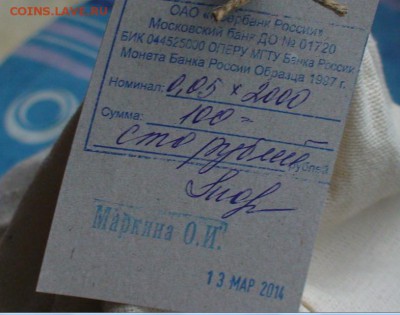 COINS.LAVE.RU
ОАО «Сбербанк России»
Московский банк ДО № 01720
БИК 044525000 ОПЕРУ МГТУ Банка России
Монета Банка России Образца 1997 г.
Номинал: 0,05 × 2000
Сумма: 100 =
сто рублей рублей
Маркина О.И.
13 МАР 2014